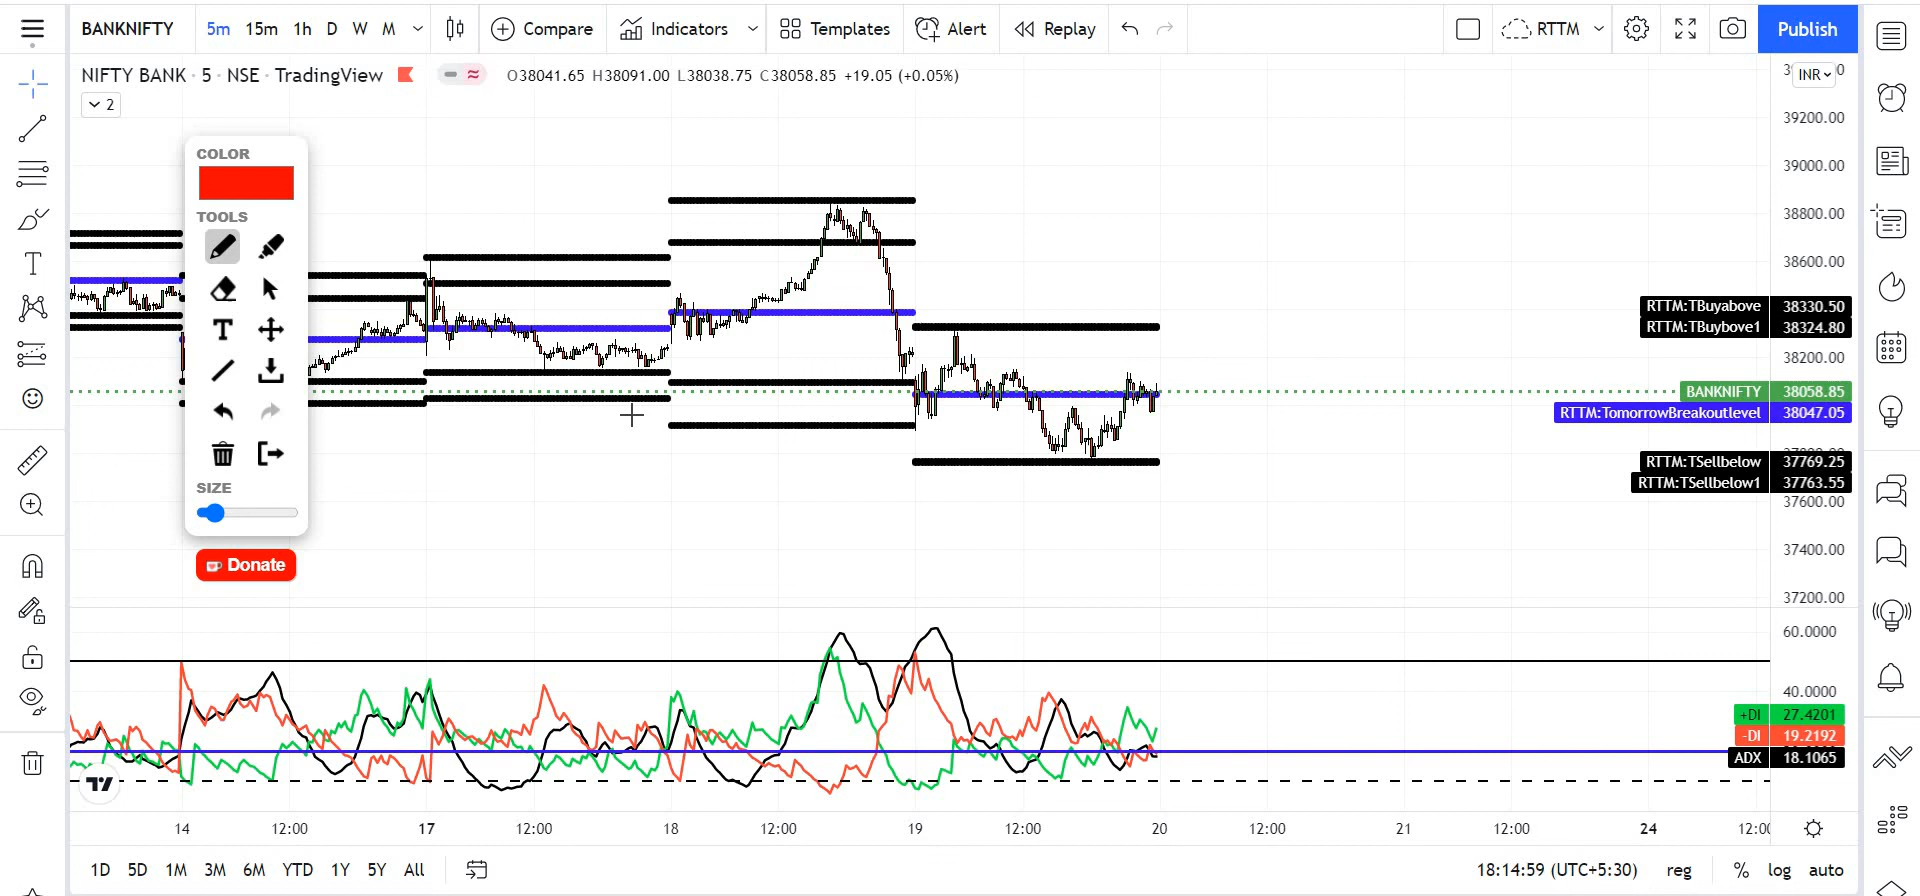 BANKNIFTY 5m 15m 1h D W M Compare Indicators Templates Alert Replay RTTM Publish
NIFTY BANK · 5 · NSE · TradingView O38041.65 H38091.00 L38038.75 C38058.85 +19.05 (+0.05%)
INR
2
39200.00
COLOR
39000.00
TOOLS
38800.00
38600.00
RTTM:TBuyabove 38330.50
RTTM:TBuybove1 38324.80
38200.00
BANKNIFTY 38058.85
RTTM:TomorrowBreakoutlevel 38047.05
RTTM:TSellbelow 37769.25
RTTM:TSellbelow1 37763.55
SIZE
37600.00
37400.00
Donate
37200.00
60.0000
40.0000
+DI 27.4201
-DI 19.2192
ADX 18.1065
14 12:00 17 12:00 18 12:00 19 12:00 20 12:00 21 12:00 24
1D 5D 1M 3M 6M YTD 1Y 5Y All 18:14:59 (UTC+5:30) reg % log auto